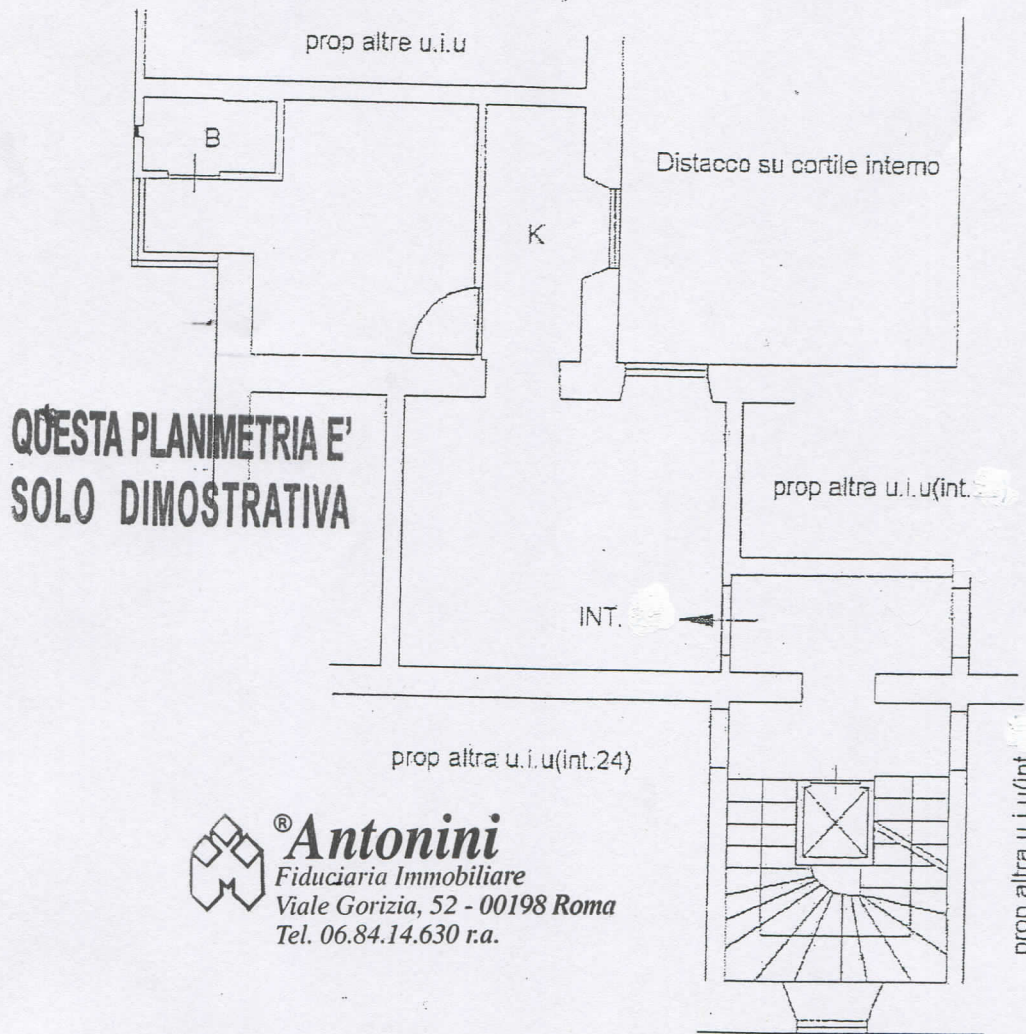 prop altre u.i.u
B
Distacco su cortile interno
K
QUESTA PLANIMETRIA E'
SOLO DIMOSTRATIVA
prop altra u.i.u(int.
INT.
prop altra u.i.u(int.24)
prop altra u.i.u(int
®Antonini
Fiduciaria Immobiliare
Viale Gorizia, 52 - 00198 Roma
Tel. 06.84.14.630 r.a.